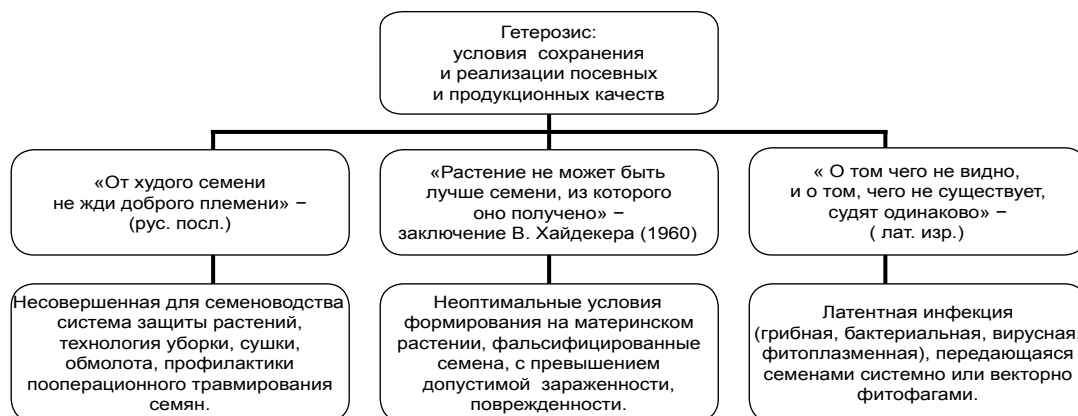 Гетерозис:
условия сохранения
и реализации посевных
и продукционных качеств
«От худого семени
не жди доброго племени» –
(рус. посл.)
«Растение не может быть
лучше семени, из которого
оно получено» –
заключение В. Хайдекера (1960)
« О том чего не видно,
и о том, чего не существует,
судят одинаково» –
( лат. изр.)
Несовершенная для семеноводства
система защиты растений,
технология уборки, сушки,
обмолота, профилактики
пооперационного травмирования
семян.
Неоптимальные условия
формирования на материнском
растении, фальсифицированные
семена, с превышением
допустимой зараженности,
поврежденности.
Латентная инфекция
(грибная, бактериальная, вирусная,
фитоплазменная), передающаяся
семенами системно или векторно
фитофагами.